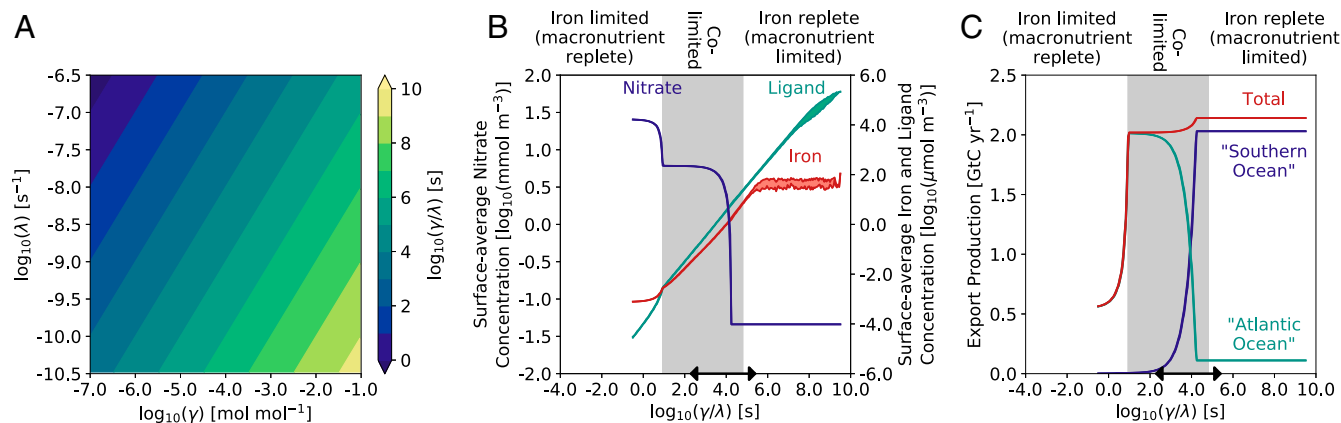 A
-6.5
-7.0
-7.5
-8.0
-8.5
-9.0
-9.5
-10.0
-10.5
log₁₀(λ) [s⁻¹]
-7.0 -6.0 -5.0 -4.0 -3.0 -2.0 -1.0
log₁₀(γ) [mol mol⁻¹]
10
8
6
4
2
0
log₁₀(γ/λ) [s]
B
Iron limited
(macronutrient
replete)
Co-
limited
Iron replete
(macronutrient
limited)
2.0
1.5
1.0
0.5
0.0
-0.5
-1.0
-1.5
-2.0
Surface-average Nitrate
Concentration [log₁₀(mmol m⁻³)]
Nitrate
Ligand
Iron
6.0
4.0
2.0
0.0
-2.0
-4.0
-6.0
Surface-average Iron and Ligand
Concentration [log₁₀(μmol m⁻³)]
-4.0 -2.0 0.0 2.0 4.0 6.0 8.0 10.0
log₁₀(γ/λ) [s]
C
Iron limited
(macronutrient
replete)
Co-
limited
Iron replete
(macronutrient
limited)
2.5
2.0
1.5
1.0
0.5
0.0
Export Production [GtC yr⁻¹]
Total
"Southern
Ocean"
"Atlantic
Ocean"
-4.0 -2.0 0.0 2.0 4.0 6.0 8.0 10.0
log₁₀(γ/λ) [s]